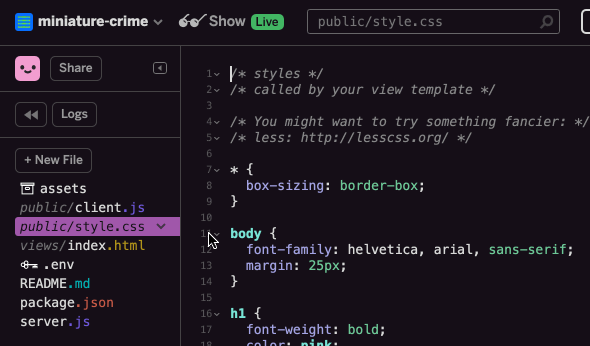 miniature-crime
Show Live
public/style.css
Share
Logs
+ New File
assets
public/client.js
public/style.css
views/index.html
.env
README.md
package.json
server.js
1 /* styles */
2 /* called by your view template */
3
4 /* You might want to try something fancier: */
5 /* less: http://lesscss.org/ */
6
7 * {
8 box-sizing: border-box;
9 }
10
11 body {
12 font-family: helvetica, arial, sans-serif;
13 margin: 25px;
14 }
15
16 h1 {
17 font-weight: bold;
18 color: pink;